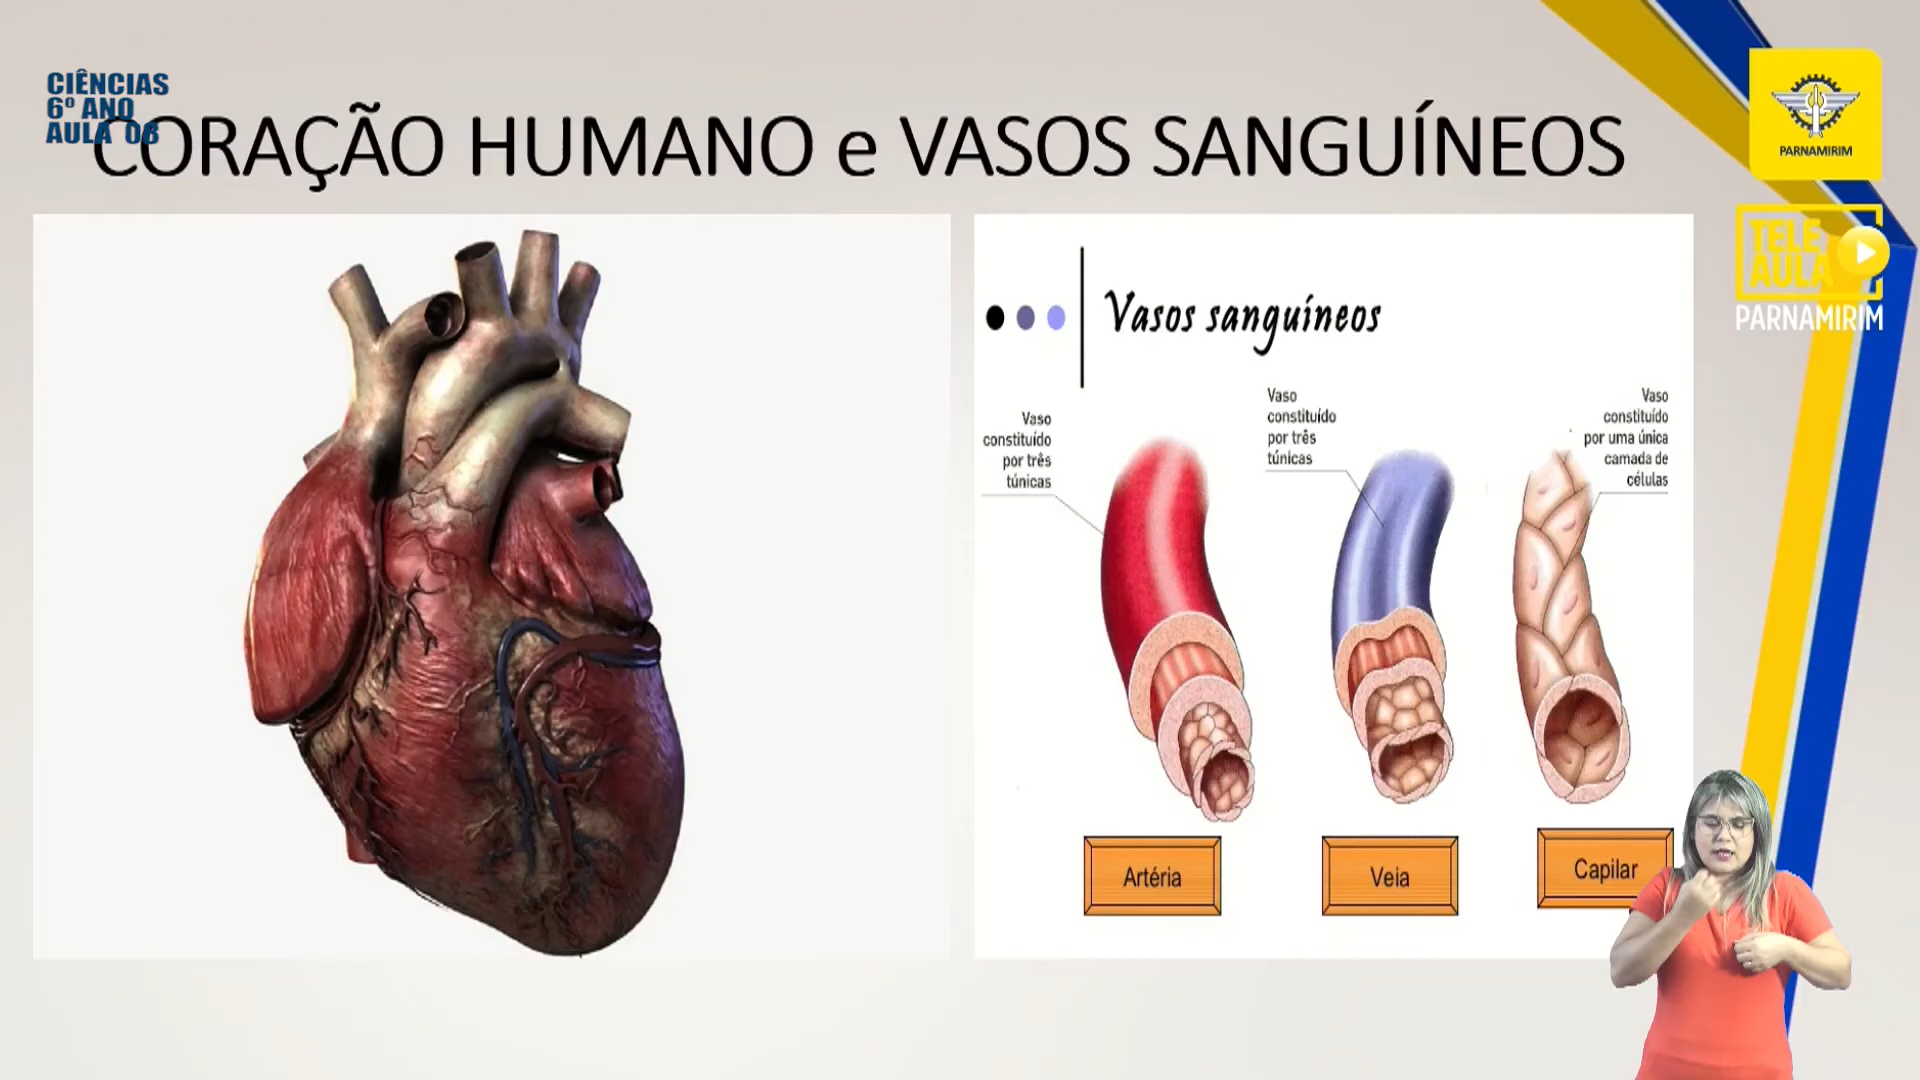 CIÊNCIAS
6º ANO
AULA 08
CORAÇÃO HUMANO e VASOS SANGUÍNEOS
PARNAMIRIM
TELE
AULA
PARNAMIRIM
Vasos sanguíneos
Vaso
constituído
por três
túnicas
Vaso
constituído
por três
túnicas
Vaso
constituído
por uma única
camada de
células
Artéria
Veia
Capilar